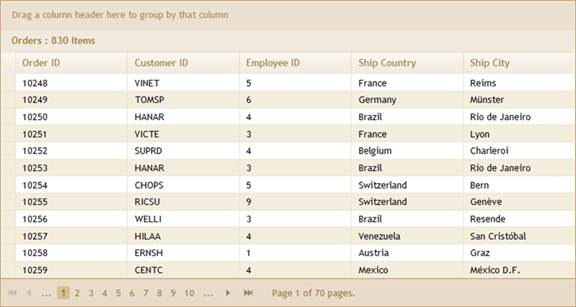 Drag a column header here to group by that column
Orders : 830 Items
Order ID Customer ID Employee ID Ship Country Ship City
10248 VINET 5 France Reims
10249 TOMSP 6 Germany Münster
10250 HANAR 4 Brazil Rio de Janeiro
10251 VICTE 3 France Lyon
10252 SUPRD 4 Belgium Charleroi
10253 HANAR 3 Brazil Rio de Janeiro
10254 CHOPS 5 Switzerland Bern
10255 RICSU 9 Switzerland Genève
10256 WELLI 3 Brazil Resende
10257 HILAA 4 Venezuela San Cristóbal
10258 ERNSH 1 Austria Graz
10259 CENTC 4 Mexico México D.F.
... 1 2 3 4 5 6 7 8 9 10 ... Page 1 of 70 pages.